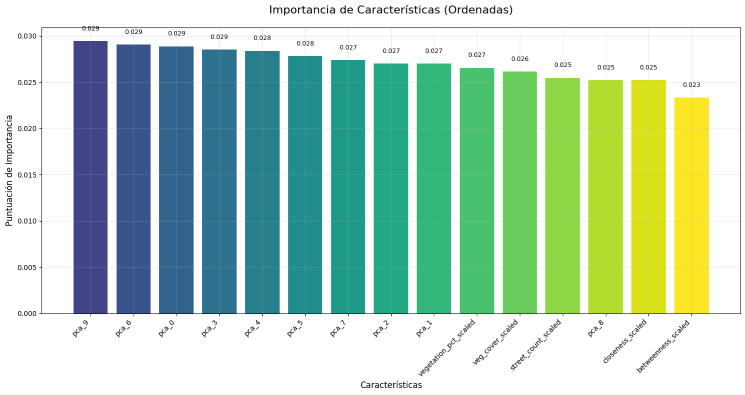 Importancia de Características (Ordenadas)
Puntuación de Importancia
0.030
0.025
0.020
0.015
0.010
0.005
0.000
0.029
0.029
0.029
0.029
0.028
0.028
0.027
0.027
0.027
0.027
0.026
0.025
0.025
0.025
0.023
pca_9
pca_6
pca_0
pca_3
pca_4
pca_5
pca_7
pca_2
pca_1
vegetation_pct_scaled
veg_cover_scaled
street_count_scaled
pca_8
closeness_scaled
betweenness_scaled
Características